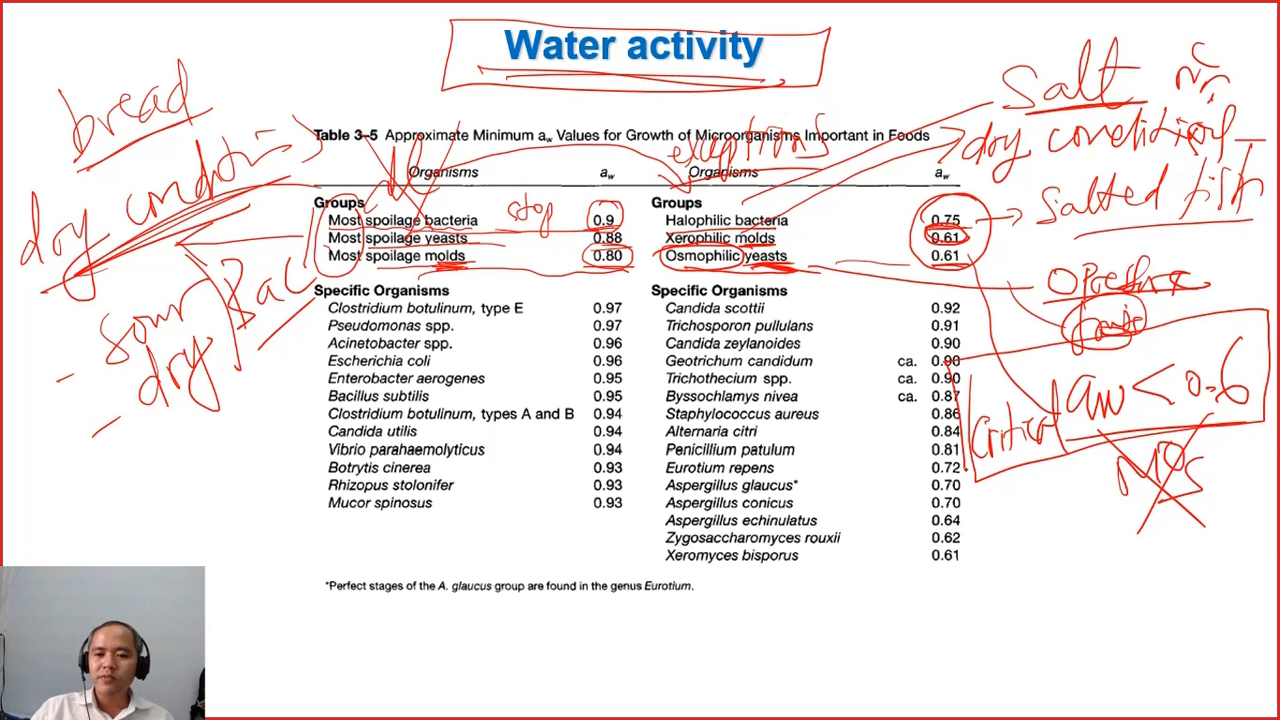 Water activity
Salt
bread
dry conditions
dry conditions
Table 3–5 Approximate Minimum aw Values for Growth of Microorganisms Important in Foods
exceptions
Organisms aw Organisms aw
Groups Groups
Most spoilage bacteria stop 0.9 Halophilic bacteria 0.75
salted fish
Most spoilage yeasts 0.88 Xerophilic molds 0.61
Most spoilage molds 0.80 Osmophilic yeasts 0.61
Bac
- sour
- dry
Specific Organisms Specific Organisms
Clostridium botulinum, type E 0.97 Candida scottii 0.92
Pseudomonas spp. 0.97 Trichosporon pullulans 0.91
Acinetobacter spp. 0.96 Candida zeylanoides 0.90
Escherichia coli 0.96 Geotrichum candidum ca. 0.90
Enterobacter aerogenes 0.95 Trichothecium spp. ca. 0.90
Bacillus subtilis 0.95 Byssochlamys nivea ca. 0.87
Clostridium botulinum, types A and B 0.94 Staphylococcus aureus 0.86
Candida utilis 0.94 Alternaria citri 0.84
Vibrio parahaemolyticus 0.94 Penicillium patulum 0.81
Botrytis cinerea 0.93 Eurotium repens 0.72
Rhizopus stolonifer 0.93 Aspergillus glaucus* 0.70
Mucor spinosus 0.93 Aspergillus conicus 0.70
Aspergillus echinulatus 0.64
Zygosaccharomyces rouxii 0.62
Xeromyces bisporus 0.61
Critical aw < 0.6
MOs
*Perfect stages of the A. glaucus group are found in the genus Eurotium.